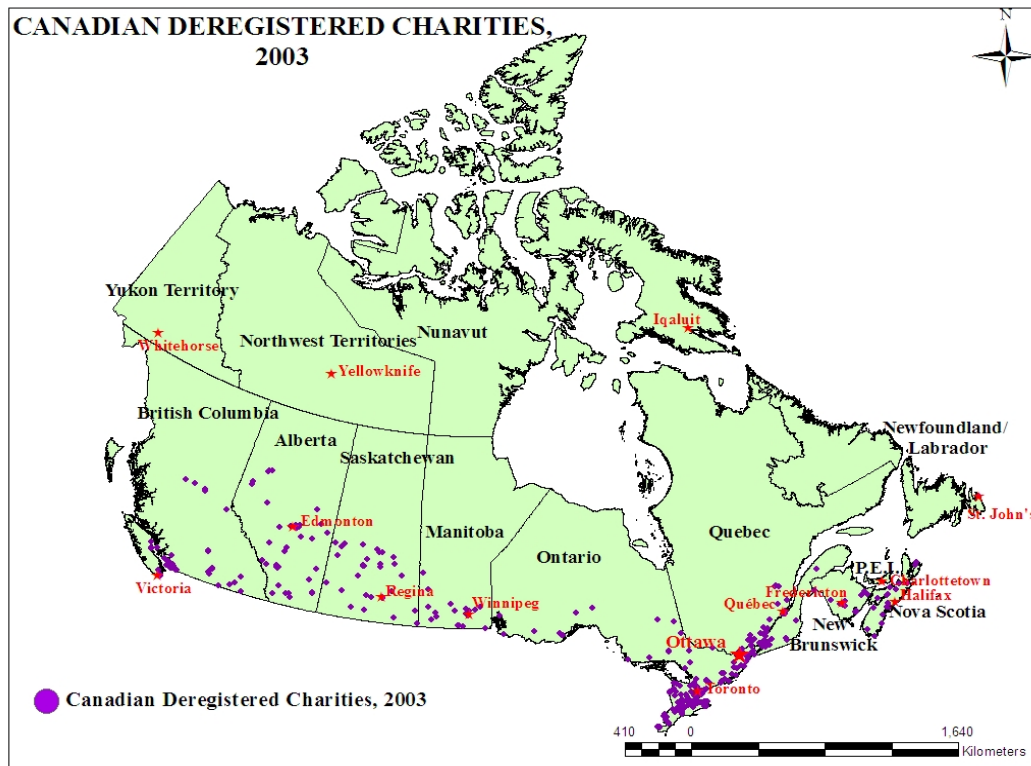 CANADIAN DEREGISTERED CHARITIES,
2003
N
Yukon Territory
Whitehorse
Northwest Territories
Yellowknife
Nunavut
Iqaluit
British Columbia
Alberta
Saskatchewan
Edmonton
Manitoba
Ontario
Quebec
Newfoundland/
Labrador
St. John's
Victoria
Regina
Winnipeg
P.E.I.
Charlottetown
Fredericton
Halifax
Québec
Nova Scotia
New
Brunswick
Ottawa
Toronto
Canadian Deregistered Charities, 2003
410 0 1,640
Kilometers